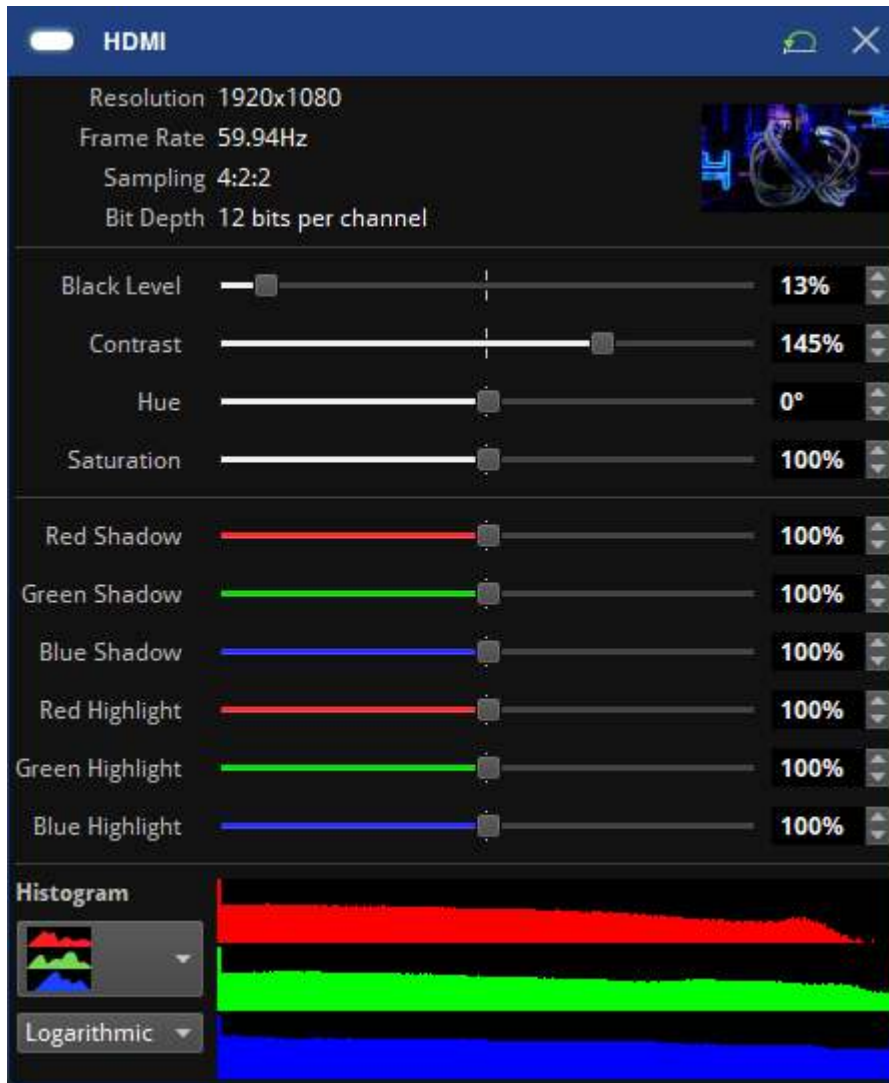 HDMI
Resolution 1920x1080
Frame Rate 59.94Hz
Sampling 4:2:2
Bit Depth 12 bits per channel
Black Level 13%
Contrast 145%
Hue 0°
Saturation 100%
Red Shadow 100%
Green Shadow 100%
Blue Shadow 100%
Red Highlight 100%
Green Highlight 100%
Blue Highlight 100%
Histogram
Logarithmic